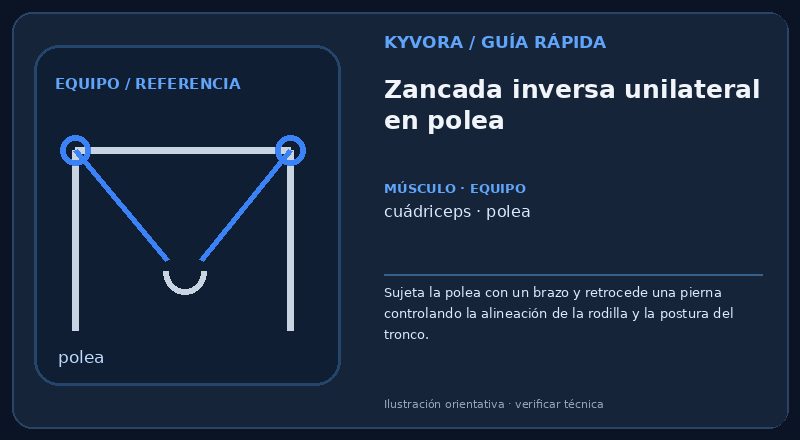 EQUIPO / REFERENCIA
polea
KYVORA / GUÍA RÁPIDA
Zancada inversa unilateral
en polea
MÚSCULO · EQUIPO
cuádriceps · polea
Sujeta la polea con un brazo y retrocede una pierna
controlando la alineación de la rodilla y la postura del
tronco.
Ilustración orientativa · verificar técnica